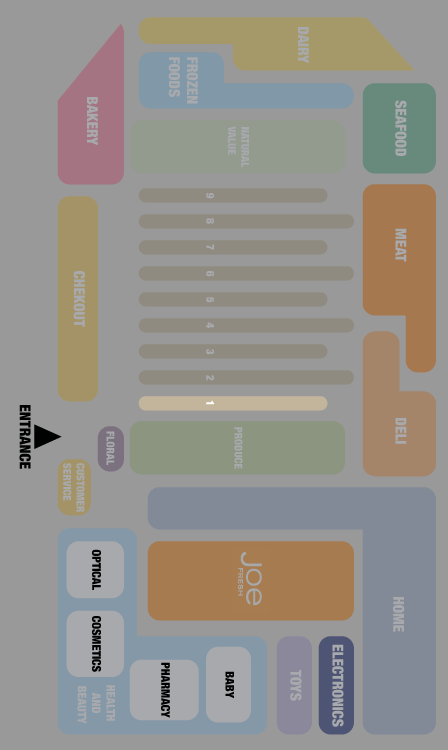 DAIRY
FROZEN
FOODS
BAKERY
SEAFOOD
NATURAL
VALUE
MEAT
9
8
7
6
5
4
3
2
1
CHEKOUT
DELI
ENTRANCE
FLORAL
PRODUCE
CUSTOMER
SERVICE
OPTICAL
JOe
FRESH
HOME
COSMETICS
HEALTH
AND
BEAUTY
PHARMACY
BABY
TOYS
ELECTRONICS